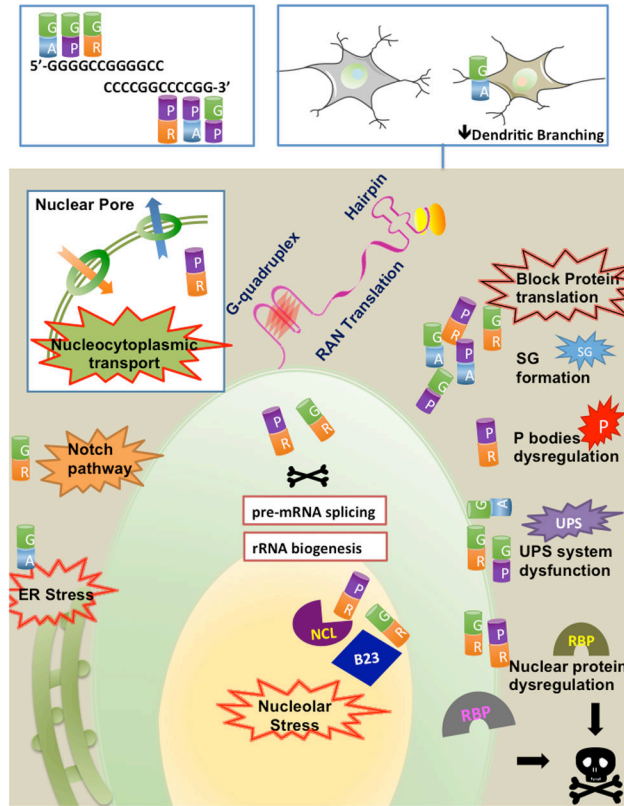 G G G
A P R
5’-GGGGCCGGGGCC
CCCCGGCCCCGG-3’
P P G
R A P
G
A
↓Dendritic Branching
Nuclear Pore
P
R
Nucleocytoplasmic
transport
G-quadruplex
RAN Translation
Hairpin
Block Protein
translation
P
R
G
R
G
A
P
A
G
P
SG
formation
SG
P
R
P bodies
dysregulation
P
G
R
Notch
pathway
P
R
G
R
pre-mRNA splicing
rRNA biogenesis
G
A
UPS
G
R
G
P
UPS system
dysfunction
G
A
ER Stress
P
R
G
R
NCL
B23
Nucleolar
Stress
G
R
P
R
RBP
Nuclear protein
dysregulation
RBP